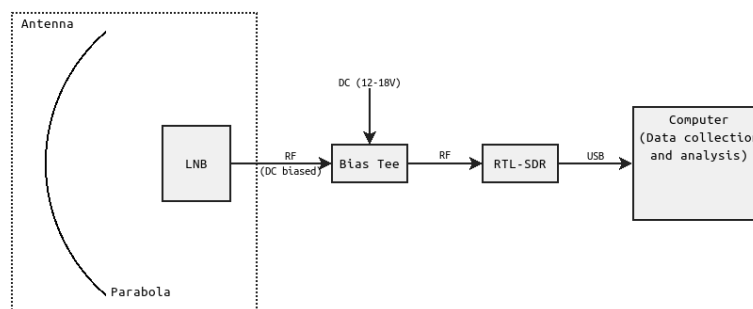 Antenna
LNB
Parabola
RF
(DC biased)
DC (12-18V)
Bias Tee
RF
RTL-SDR
USB
Computer
(Data collection
and analysis)